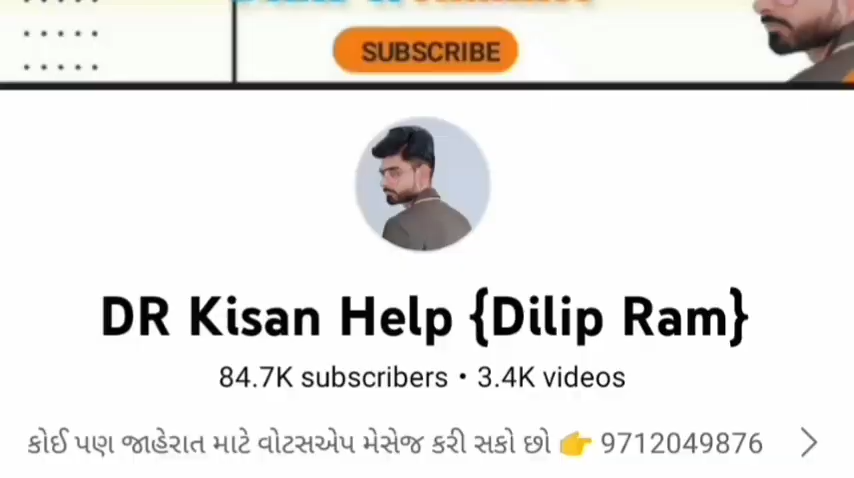 SUBSCRIBE
DR Kisan Help {Dilip Ram}
84.7K subscribers • 3.4K videos
કોઈ પણ જાહેરાત માટે વોટસએપ મેસેજ કરી સકો છો 👉 9712049876